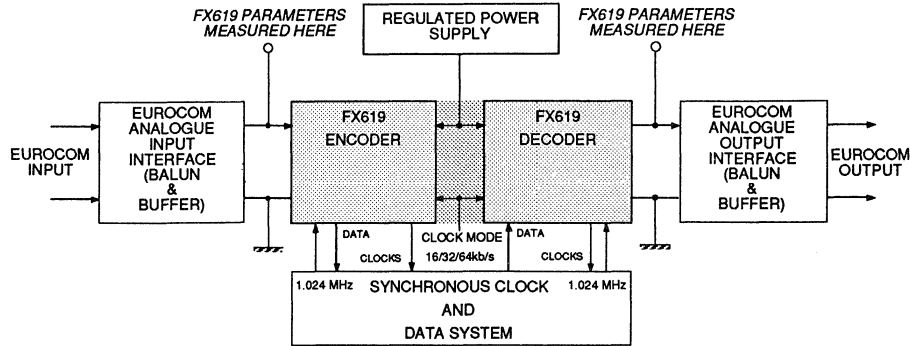 FX619 PARAMETERS
MEASURED HERE
REGULATED POWER
SUPPLY
FX619 PARAMETERS
MEASURED HERE
EUROCOM
INPUT
EUROCOM
ANALOGUE
INPUT
INTERFACE
(BALUN
&
BUFFER)
FX619
ENCODER
FX619
DECODER
EUROCOM
ANALOGUE
OUTPUT
INTERFACE
(BALUN
&
BUFFER)
EUROCOM
OUTPUT
DATA
CLOCKS
CLOCK MODE
16/32/64kb/s
DATA
CLOCKS
1.024 MHz
SYNCHRONOUS CLOCK
AND
DATA SYSTEM
1.024 MHz